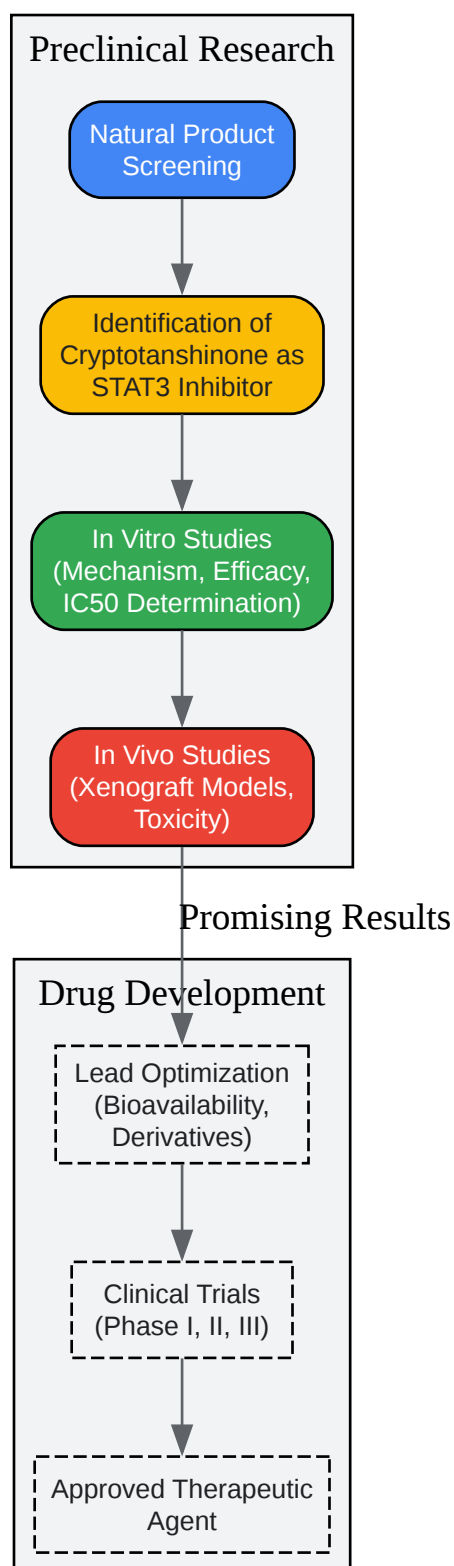 Preclinical Research
Natural Product
Screening
Identification of
Cryptotanshinone as
STAT3 Inhibitor
In Vitro Studies
(Mechanism, Efficacy,
IC50 Determination)
In Vivo Studies
(Xenograft Models,
Toxicity)
Promising Results
Drug Development
Lead Optimization
(Bioavailability,
Derivatives)
Clinical Trials
(Phase I, II, III)
Approved Therapeutic
Agent